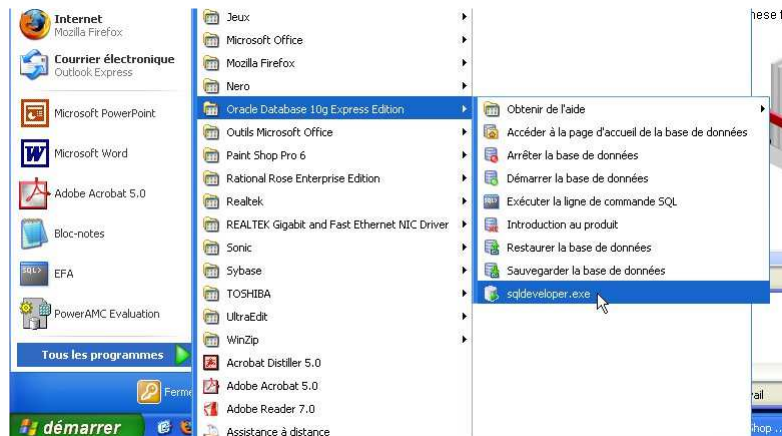 Internet
Mozilla Firefox
Courrier électronique
Outlook Express
Microsoft PowerPoint
Microsoft Word
Adobe Acrobat 5.0
Bloc-notes
SQL>
EFA
PowerAMC Evaluation
Tous les programmes
Ferme
démarrer
Jeux
Microsoft Office
Mozilla Firefox
Nero
Oracle Database 10g Express Edition
Outils Microsoft Office
Paint Shop Pro 6
Rational Rose Enterprise Edition
Realtek
REALTEK Gigabit and Fast Ethernet NIC Driver
Sonic
Sybase
TOSHIBA
UltraEdit
WinZip
Acrobat Distiller 5.0
Adobe Acrobat 5.0
Adobe Reader 7.0
Assistance à distance
Obtenir de l'aide
Accéder à la page d'accueil de la base de données
Arrêter la base de données
Démarrer la base de données
Exécuter la ligne de commande SQL
Introduction au produit
Restaurer la base de données
Sauvegarder la base de données
sqldeveloper.exe